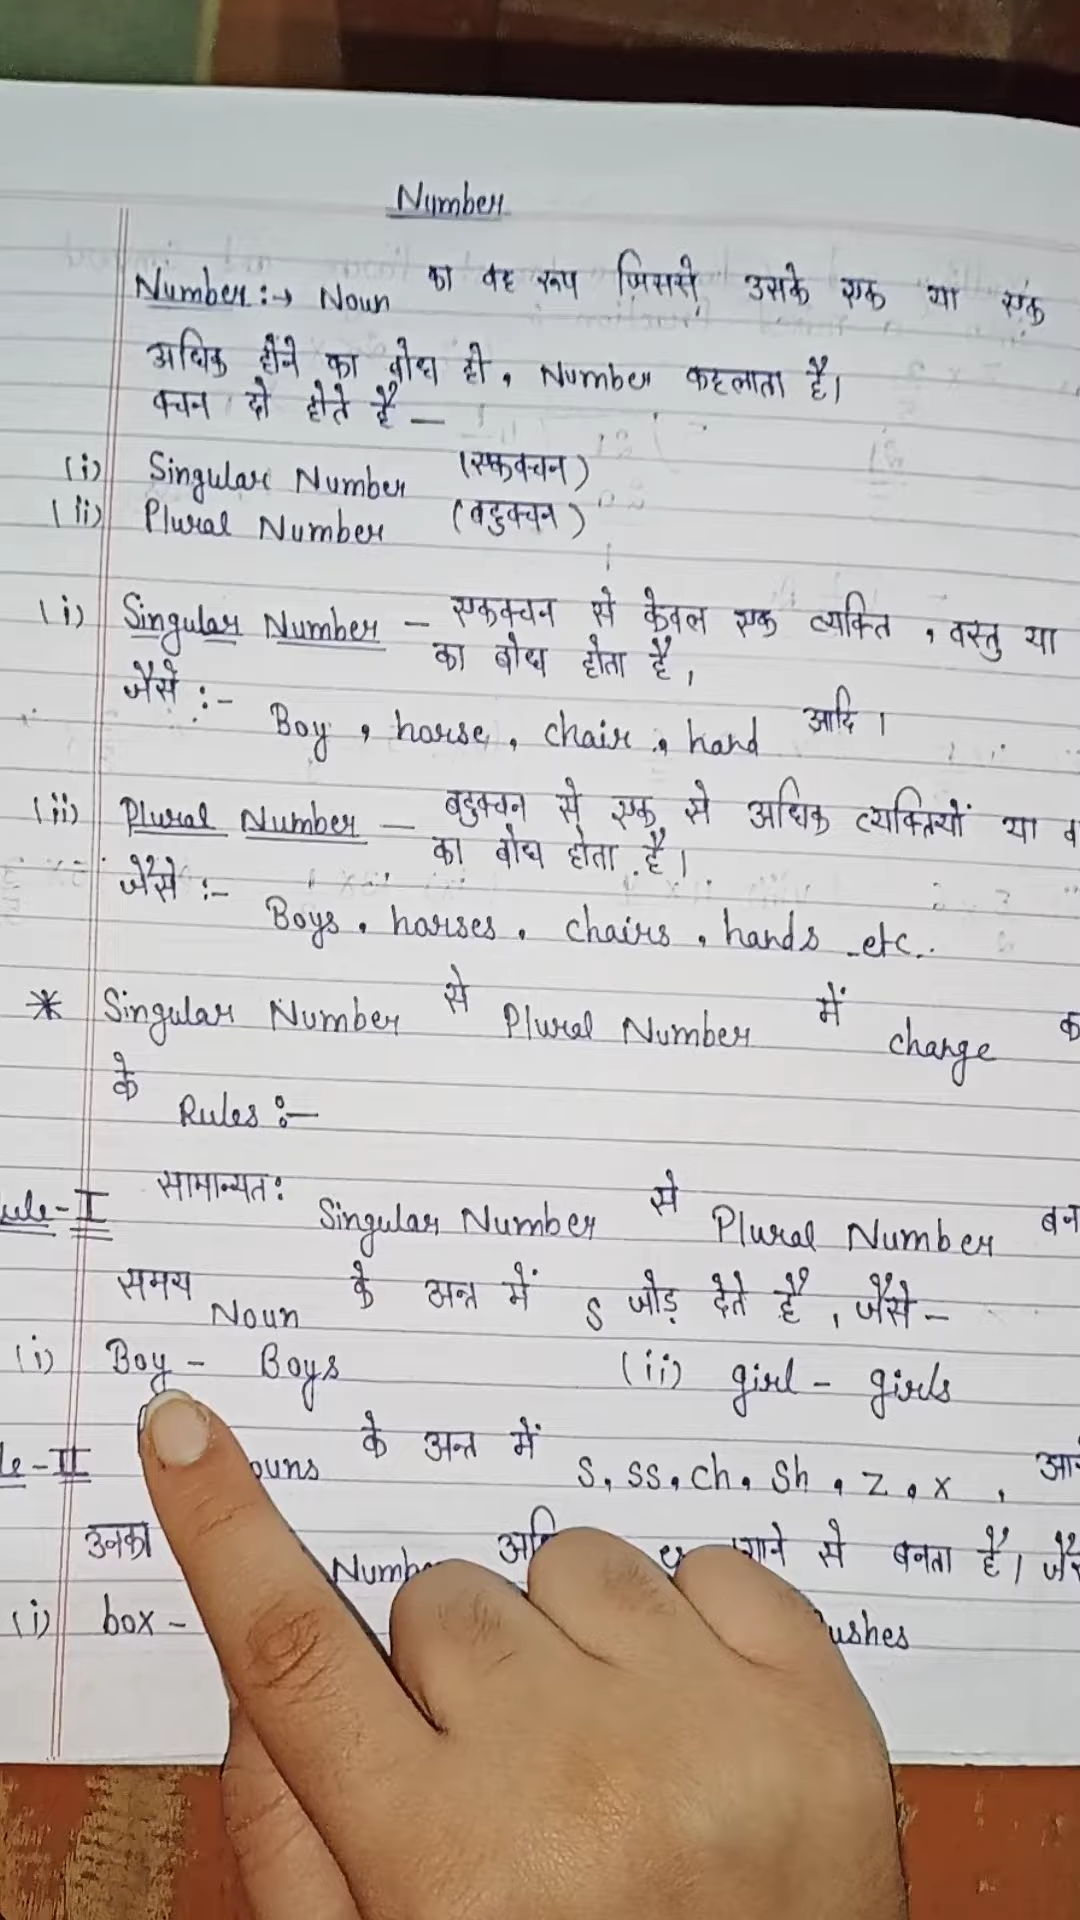 Number
Number :→ Noun का वह रूप जिससे उसके एक या एक
अधिक होने का बोध हो, Number कहलाता है।
वचन दो होते हैं —
(i) Singular Number (एकवचन)
(ii) Plural Number (बहुवचन)
(i) Singular Number – एकवचन से केवल एक व्यक्ति, वस्तु या
का बोध होता है,
जैसे :-
Boy, horse, chair, hand आदि।
(ii) Plural Number — बहुवचन से एक से अधिक व्यक्तियों या
का बोध होता है।
जैसे :-
Boys, horses, chairs, hands etc.
* Singular Number से Plural Number में change
के Rules :-
सामान्यत: Singular Number से Plural Number
समय Noun के अन्त में s जोड़ देते हैं, जैसे –
(i) Boy - Boys (ii) girl - girls
के अन्त में s, ss, ch, sh, z, x,
उनका लगाने से बनता है।
(i) box -